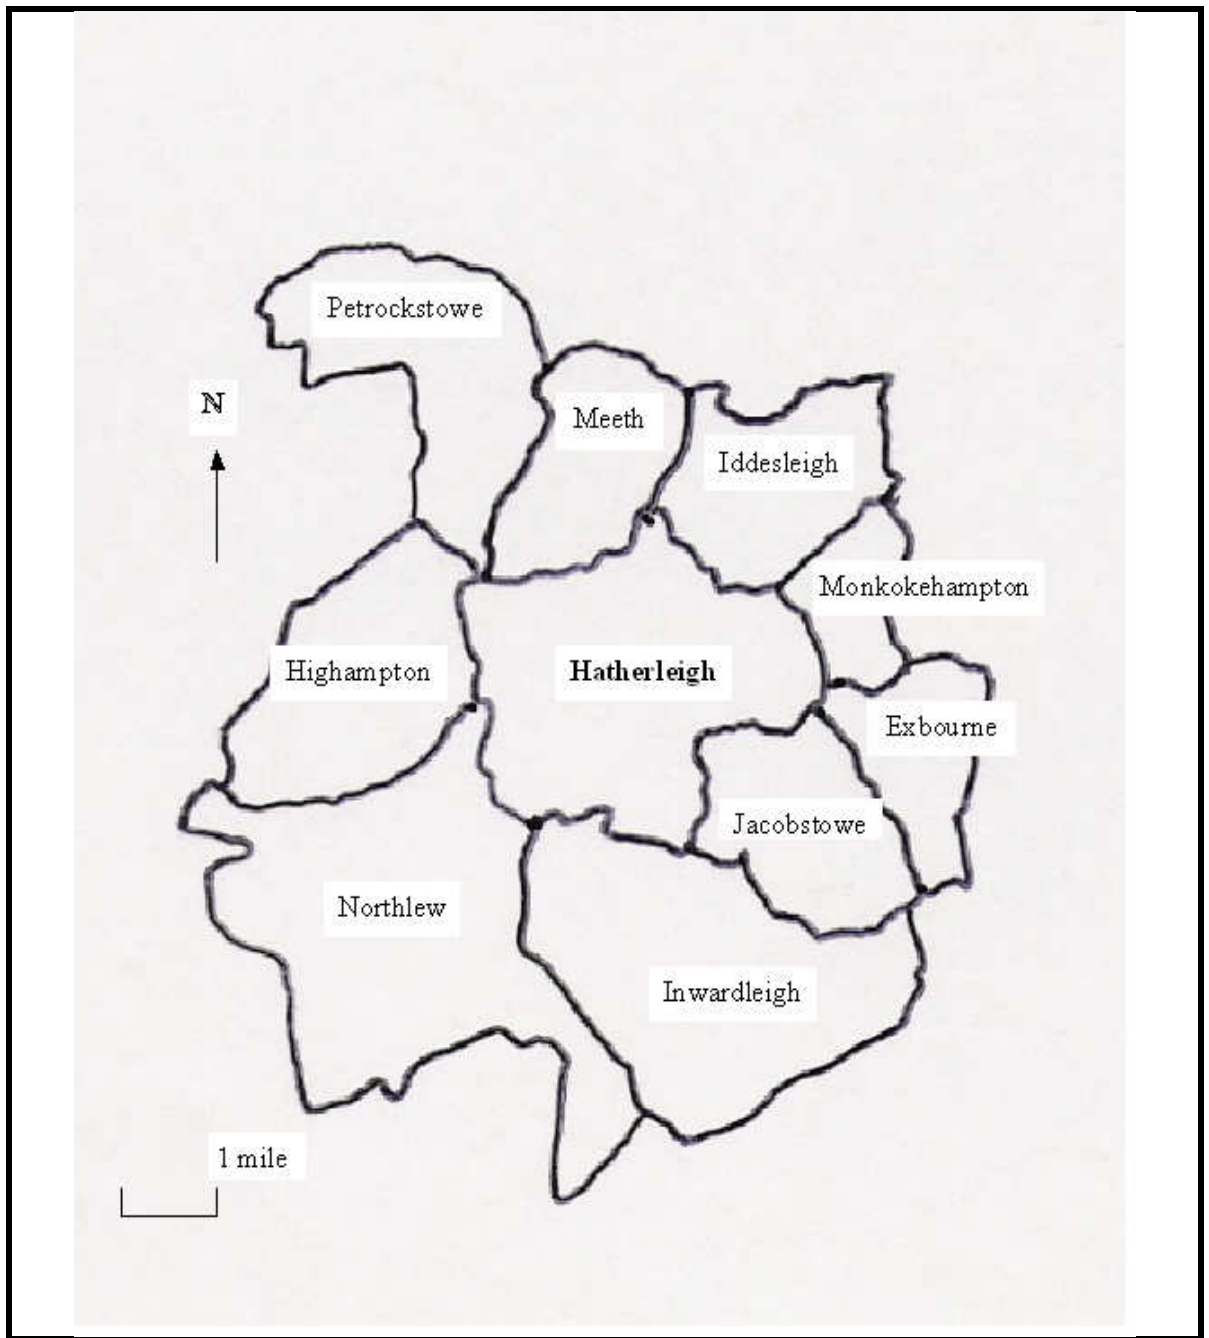 Petrockstowe
N
Meeth
Iddesleigh
Monkokehampton
Highampton
Hatherleigh
Exbourne
Jacobstowe
Northlew
Inwardleigh
1 mile